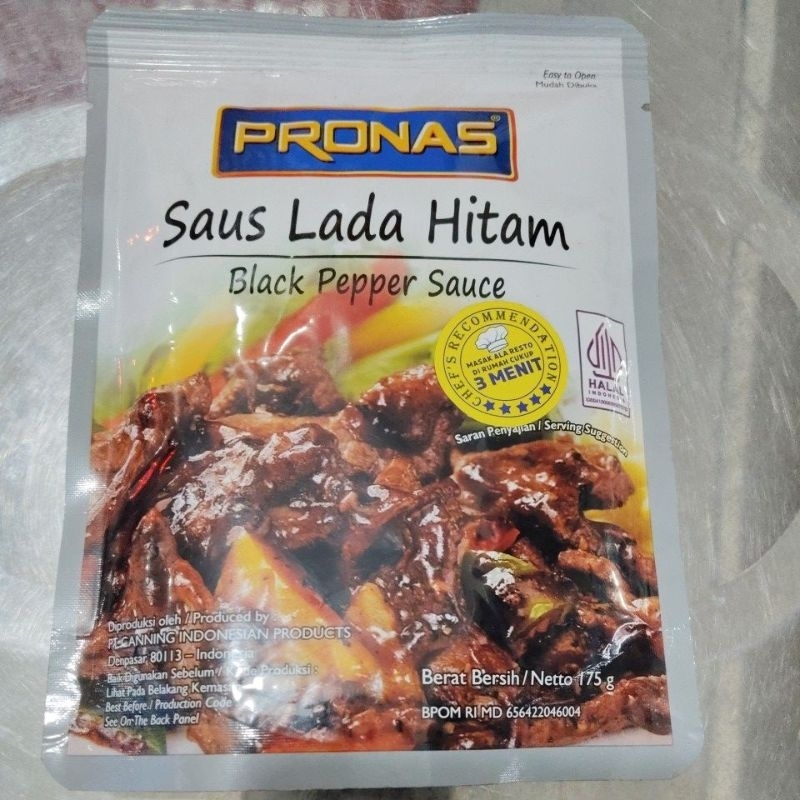 Easy to Open
Mudah Dibuka
PRONAS®
Saus Lada Hitam
Black Pepper Sauce
CHEF'S RECOMMENDATION
MASAK ALA RESTO
DI RUMAH CUKUP
3 MENIT
HALAL
INDONESIA
Saran Penyajian / Serving Suggestion
Diproduksi oleh / Produced by :
PT CANNING INDONESIAN PRODUCTS
Denpasar 80113 – Indonesia
Baik Digunakan Sebelum / Kode Produksi :
Lihat Pada Belakang Kemasan
Best Before / Production Code
See On The Back Panel
Berat Bersih / Netto 175 g
BPOM RI MD 656422046004